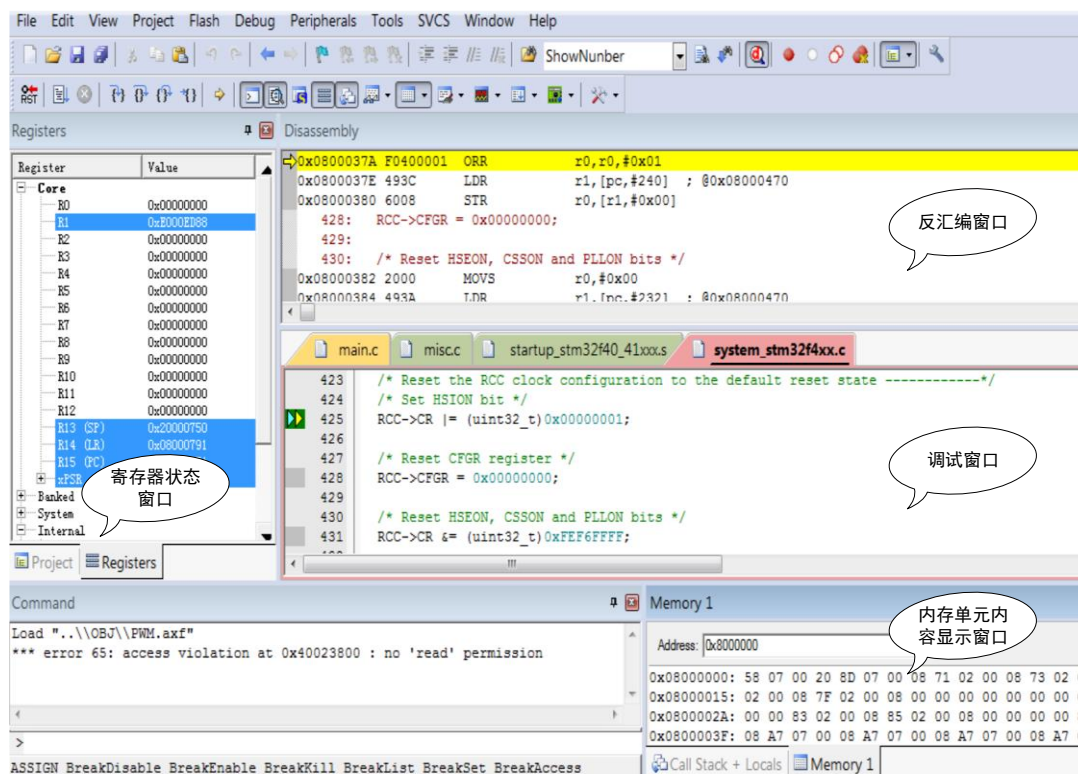 File Edit View Project Flash Debug Peripherals Tools SVCS Window Help
ShowNunber
RST
Registers
Disassembly
Register Value
Core
R0 0x00000000
R1 0xE000ED88
R2 0x00000000
R3 0x00000000
R4 0x00000000
R5 0x00000000
R6 0x00000000
R7 0x00000000
R8 0x00000000
R9 0x00000000
R10 0x00000000
R11 0x00000000
R12 0x00000000
R13 (SP) 0x20000750
R14 (LR) 0x08000791
R15 (PC)
xPSR
Banked
System
Internal
寄存器状态
窗口
Project Registers
0x0800037A F0400001 ORR r0,r0,#0x01
0x0800037E 493C LDR r1,[pc,#240] ; @0x08000470
0x08000380 6008 STR r0,[r1,#0x00]
428: RCC->CFGR = 0x00000000;
429:
430: /* Reset HSEON, CSSON and PLLON bits */
0x08000382 2000 MOVS r0,#0x00
0x08000384 493A LDR r1,[pc,#232] ; @0x08000470
反汇编窗口
main.c misc.c startup_stm32f40_41xxx.s system_stm32f4xx.c
423 /* Reset the RCC clock configuration to the default reset state ------------*/
424 /* Set HSION bit */
425 RCC->CR |= (uint32_t)0x00000001;
426
427 /* Reset CFGR register */
428 RCC->CFGR = 0x00000000;
429
430 /* Reset HSEON, CSSON and PLLON bits */
431 RCC->CR &= (uint32_t)0xFEF6FFFF;
调试窗口
Command
Load "..\\OBJ\\PWM.axf"
*** error 65: access violation at 0x40023800 : no 'read' permission
>
ASSIGN BreakDisable BreakEnable BreakKill BreakList BreakSet BreakAccess
Memory 1
内存单元内
容显示窗口
Address: 0x8000000
0x08000000: 58 07 00 20 8D 07 00 08 71 02 00 08 73 02
0x08000015: 02 00 08 7F 02 00 08 00 00 00 00 00 00 00
0x0800002A: 00 00 83 02 00 08 85 02 00 08 00 00 00 00
0x0800003F: 08 A7 07 00 08 A7 07 00 08 A7 07 00 08 A7
Call Stack + Locals Memory 1